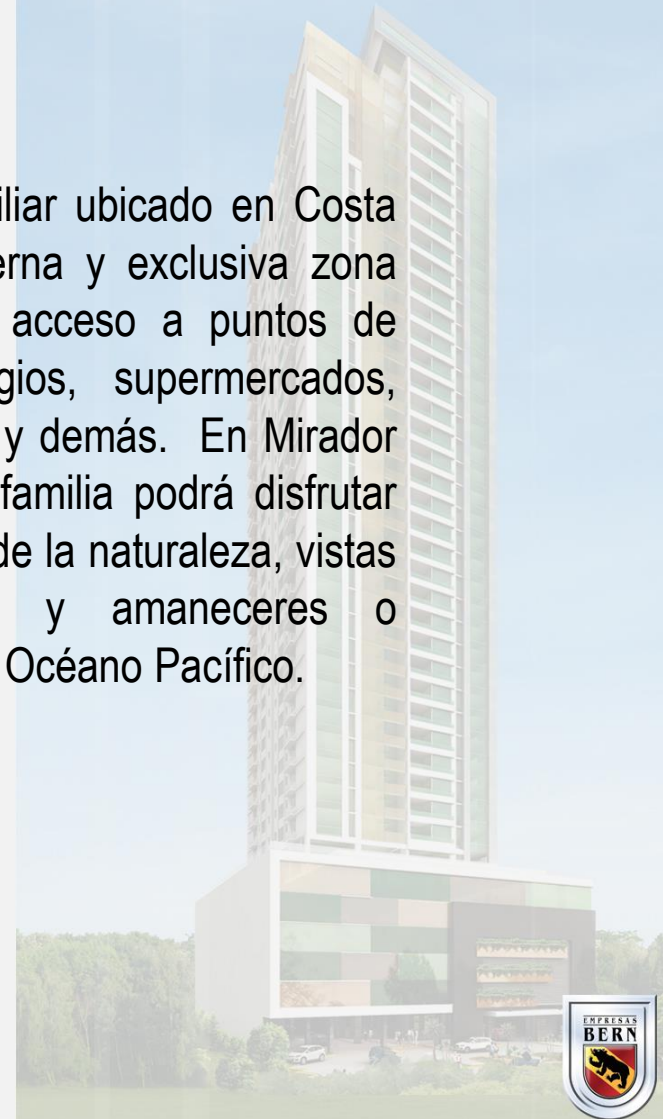 iliar ubicado en Costa
erna y exclusiva zona
acceso a puntos de
gios, supermercados,
y demás. En Mirador
familia podrá disfrutar
de la naturaleza, vistas
y amaneceres o
Océano Pacífico.
EMPRESAS
BERN